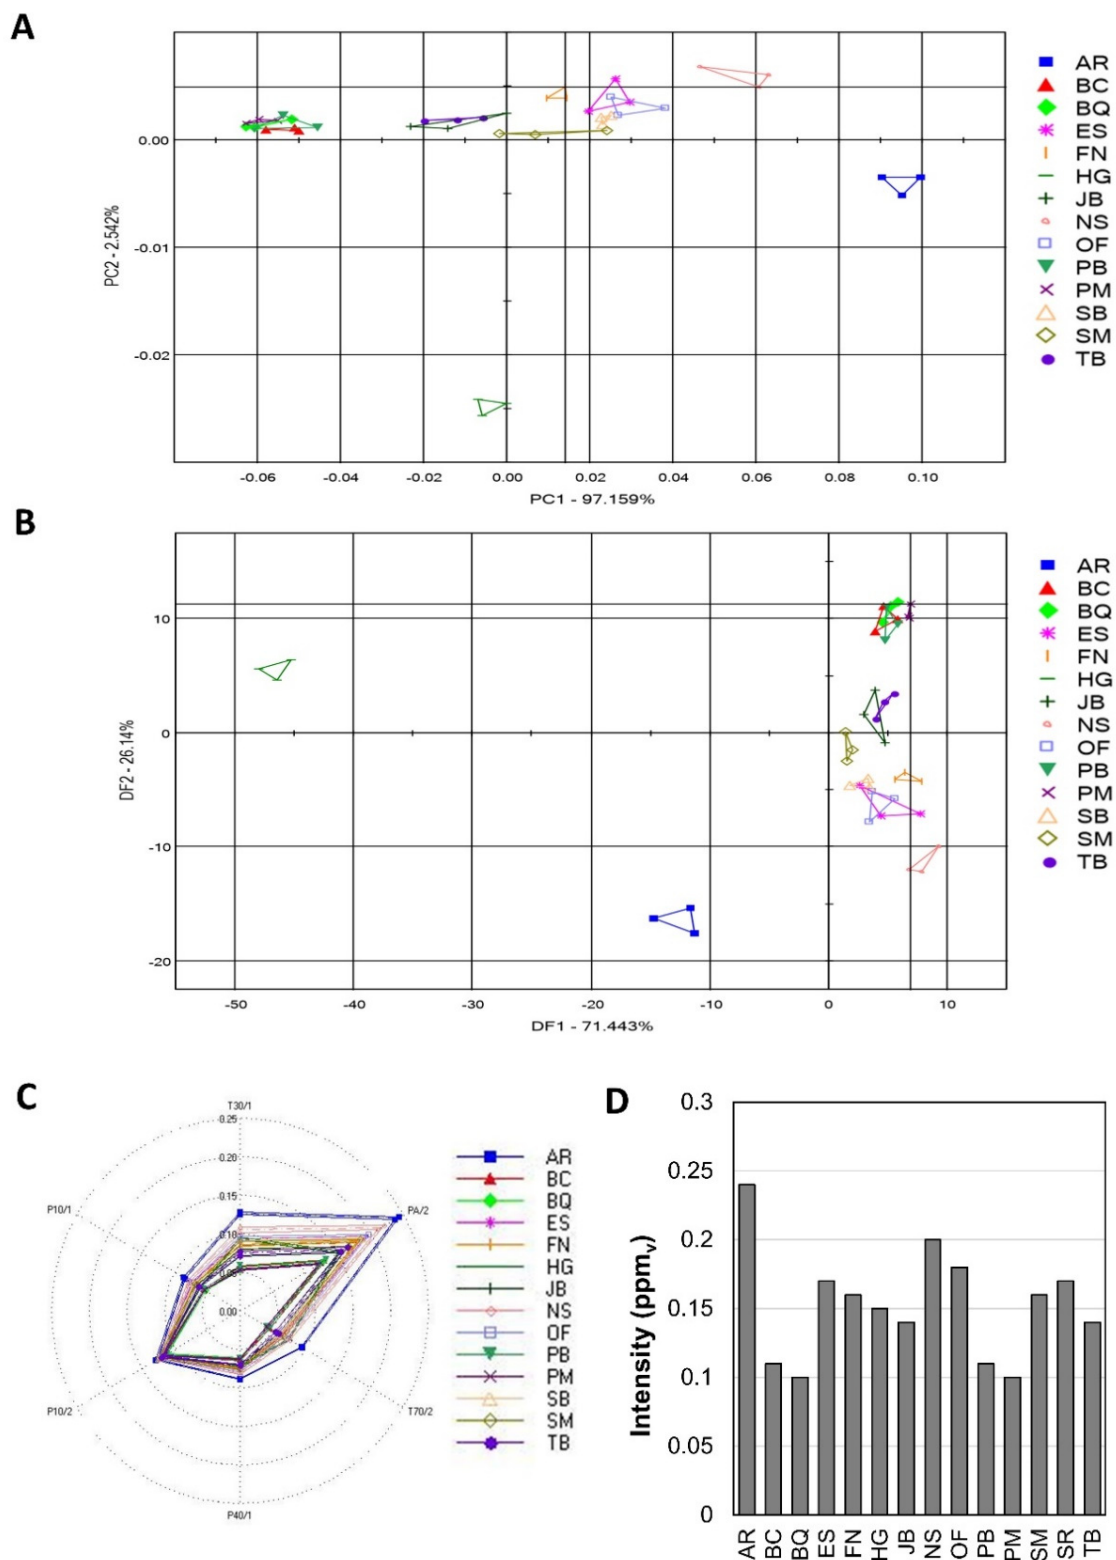 A
0.00
-0.01
-0.02
PC2 - 2.542%
-0.06 -0.04 -0.02 0.00 0.02 0.04 0.06 0.08 0.10
PC1 - 97.159%
AR
BC
BQ
ES
FN
HG
JB
NS
OF
PB
PM
SB
SM
TB
B
10
0
-10
-20
DF2 - 26.14%
-50 -40 -30 -20 -10 0 10
DF1 - 71.443%
AR
BC
BQ
ES
FN
HG
JB
NS
OF
PB
PM
SB
SM
TB
C
T30/1
0.25
0.20
0.15
0.10
0.05
0.00
P10/1
PA/2
P10/2
T70/2
P40/1
AR
BC
BQ
ES
FN
HG
JB
NS
OF
PB
PM
SB
SM
TB
D
0.3
0.25
0.2
0.15
0.1
0.05
0
Intensity (ppmv)
AR BC BQ ES FN HG JB NS OF PB PM SM SR TB